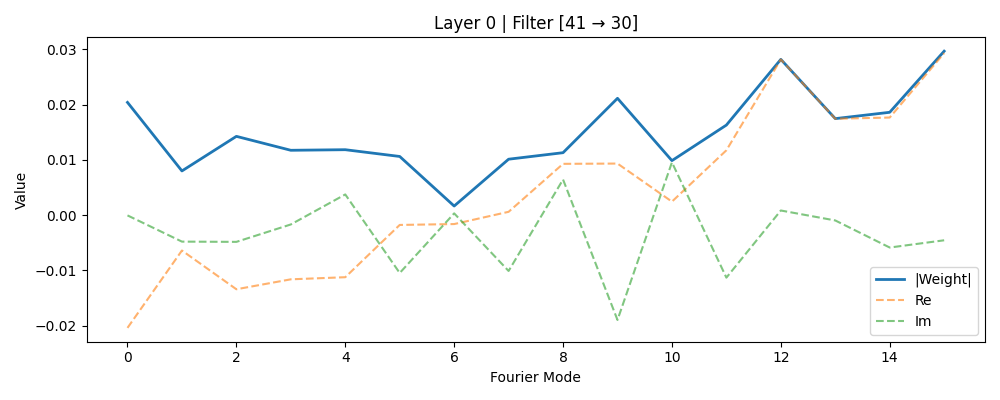 Layer 0 | Filter [41 → 30]
0.03
0.02
0.01
0.00
−0.01
−0.02
Value
0 2 4 6 8 10 12 14
Fourier Mode
|Weight|
Re
Im